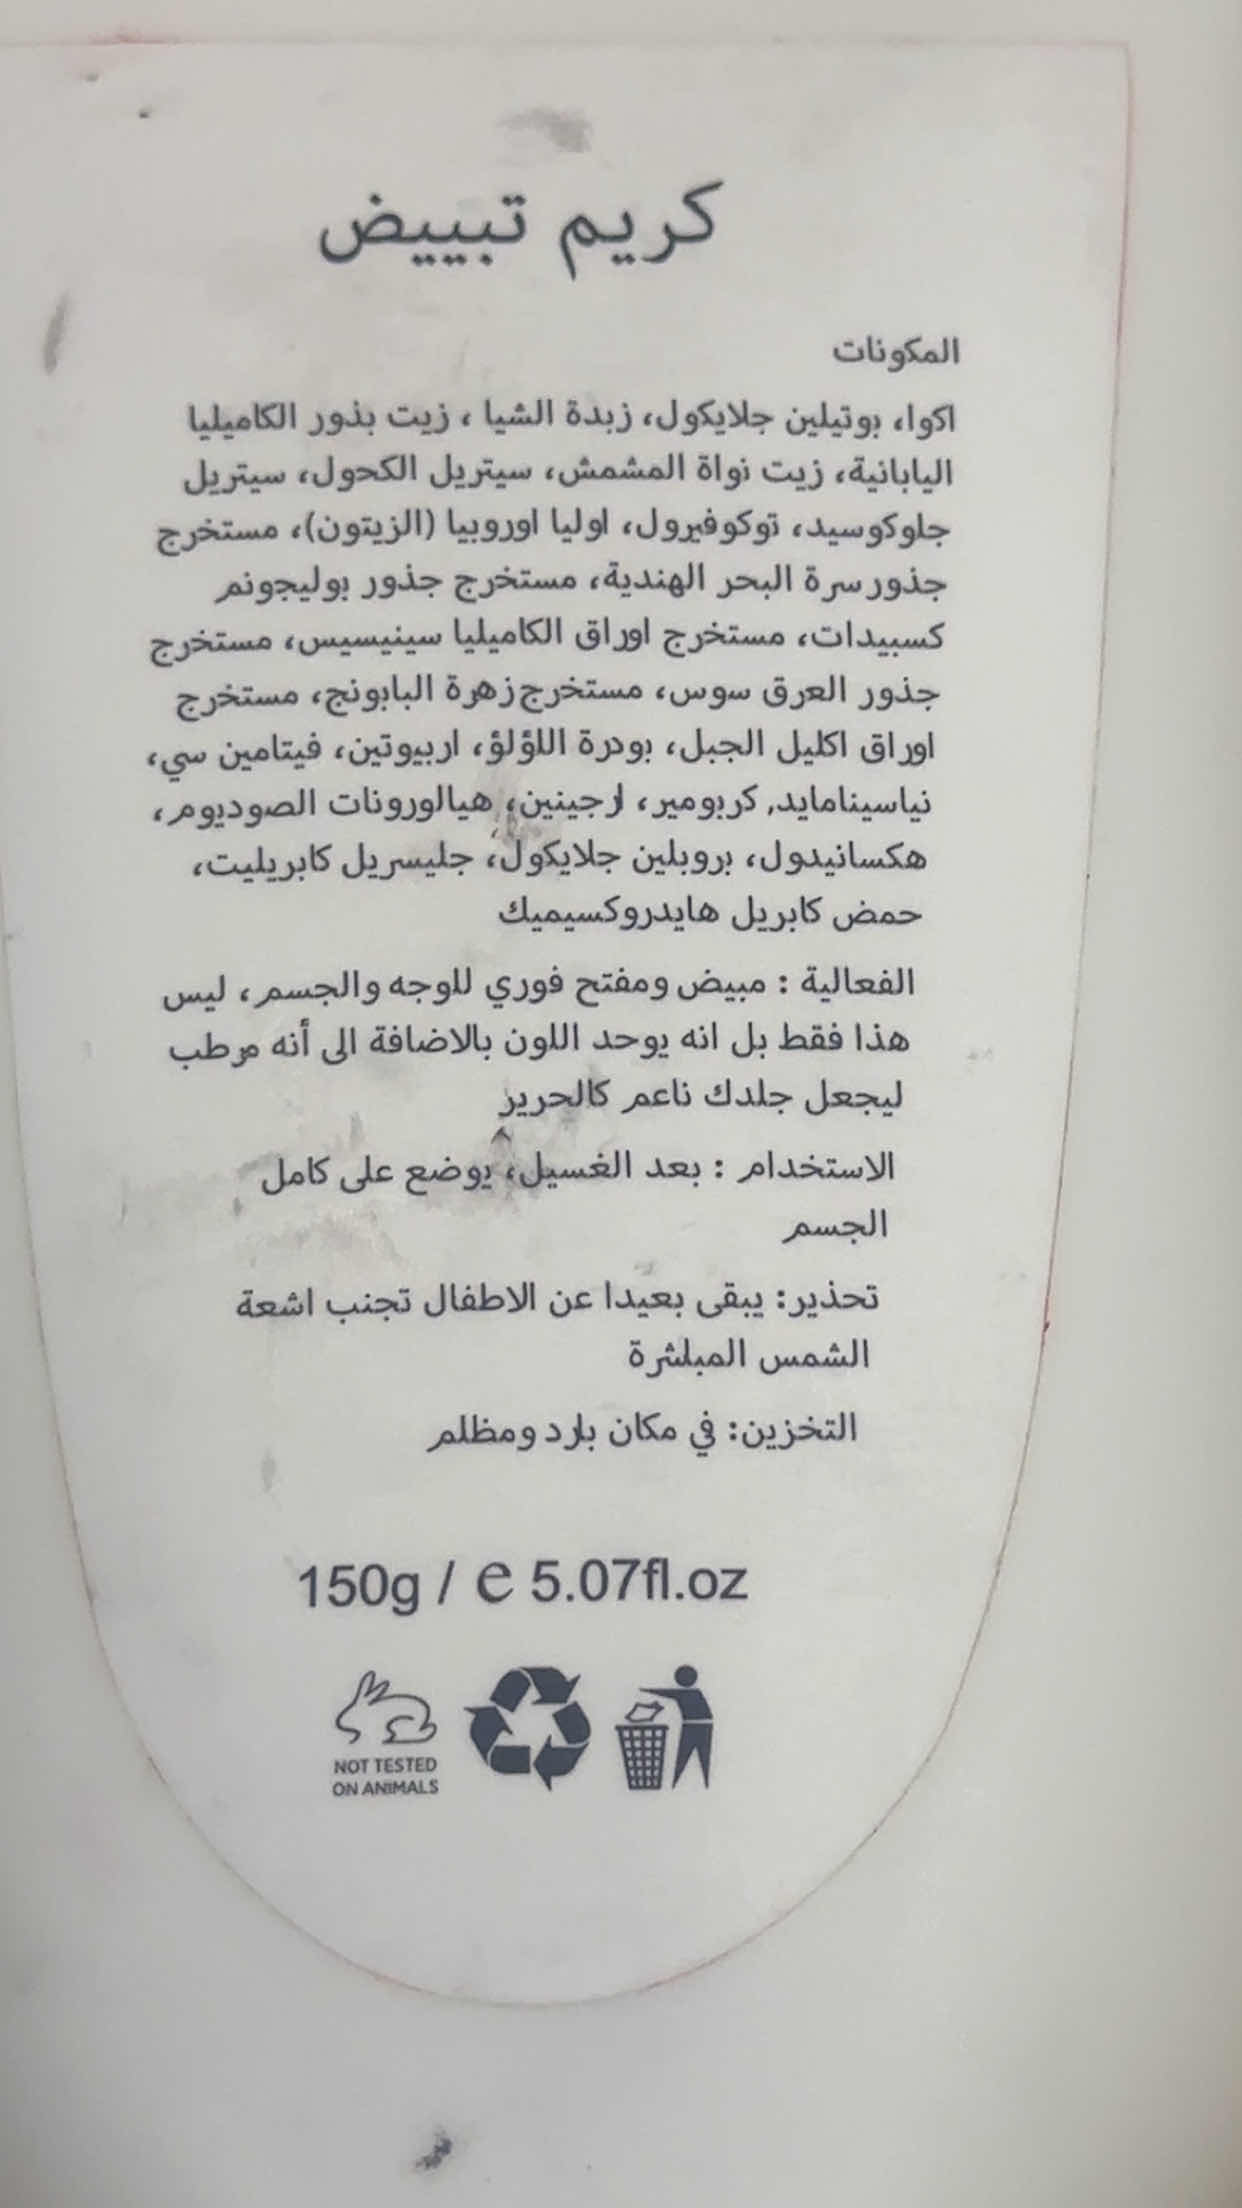 كريم تبييض
المكونات
اكوا، بوتيلين جلايكول، زبدة الشيا ، زيت بذور الكاميليا
اليابانية، زيت نواة المشمش، سيتريل الكحول، سيتريل
جلوكوسيد، توكوفيرول، اوليا اوروبيا (الزيتون)، مستخرج
جذور سرة البحر الهندية، مستخرج جذور بوليجونم
كسبيدات، مستخرج اوراق الكاميليا سينيسيس، مستخرج
جذور العرق سوس، مستخرج زهرة البابونج، مستخرج
اوراق اكليل الجبل، بودرة اللؤلؤ، اربيوتين، فيتامين سي،
نياسينامايد, كربومير، ارجينين، هيالورونات الصوديوم،
هكسانيدول، بروبلين جلايكول، جليسريل كابريليت،
حمض كابريل هايدروكسيميك
الفعالية : مبيض ومفتح فوري للوجه والجسم، ليس
هذا فقط بل انه يوحد اللون بالاضافة الى أنه مرطب
ليجعل جلدك ناعم كالحرير
الاستخدام : بعد الغسيل، يوضع على كامل
الجسم
تحذير: يبقى بعيدا عن الاطفال تجنب اشعة
الشمس المبلشرة
التخزين: في مكان بارد ومظلم
150g / e 5.07fl.oz
NOT TESTED
ON ANIMALS